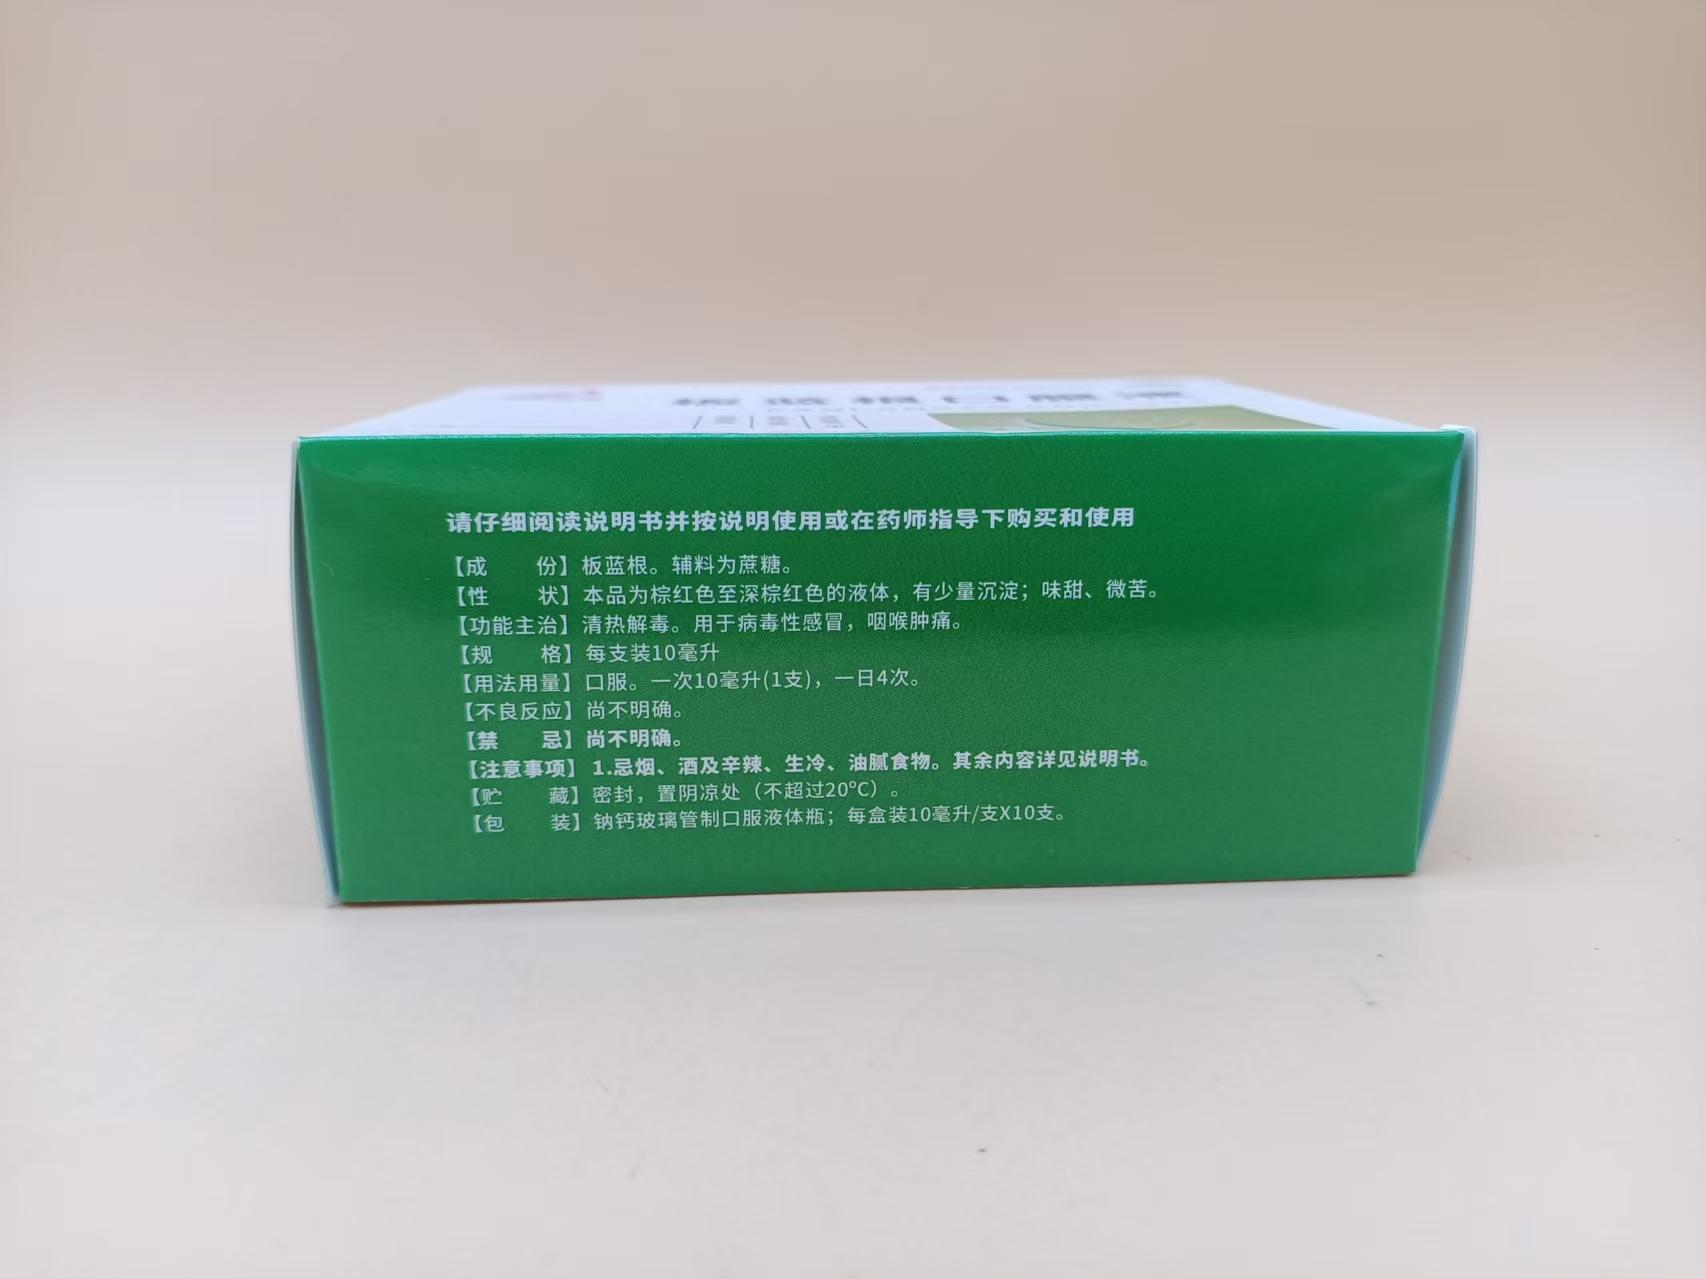 板蓝根口服液
请仔细阅读说明书并按说明使用或在药师指导下购买和使用
【成 份】板蓝根。辅料为蔗糖。
【性 状】本品为棕红色至深棕红色的液体，有少量沉淀；味甜、微苦。
【功能主治】清热解毒。用于病毒性感冒，咽喉肿痛。
【规 格】每支装10毫升
【用法用量】口服。一次10毫升(1支)，一日4次。
【不良反应】尚不明确。
【禁 忌】尚不明确。
【注意事项】1.忌烟、酒及辛辣、生冷、油腻食物。其余内容详见说明书。
【贮 藏】密封，置阴凉处（不超过20℃）。
【包 装】钠钙玻璃管制口服液体瓶；每盒装10毫升/支X10支。